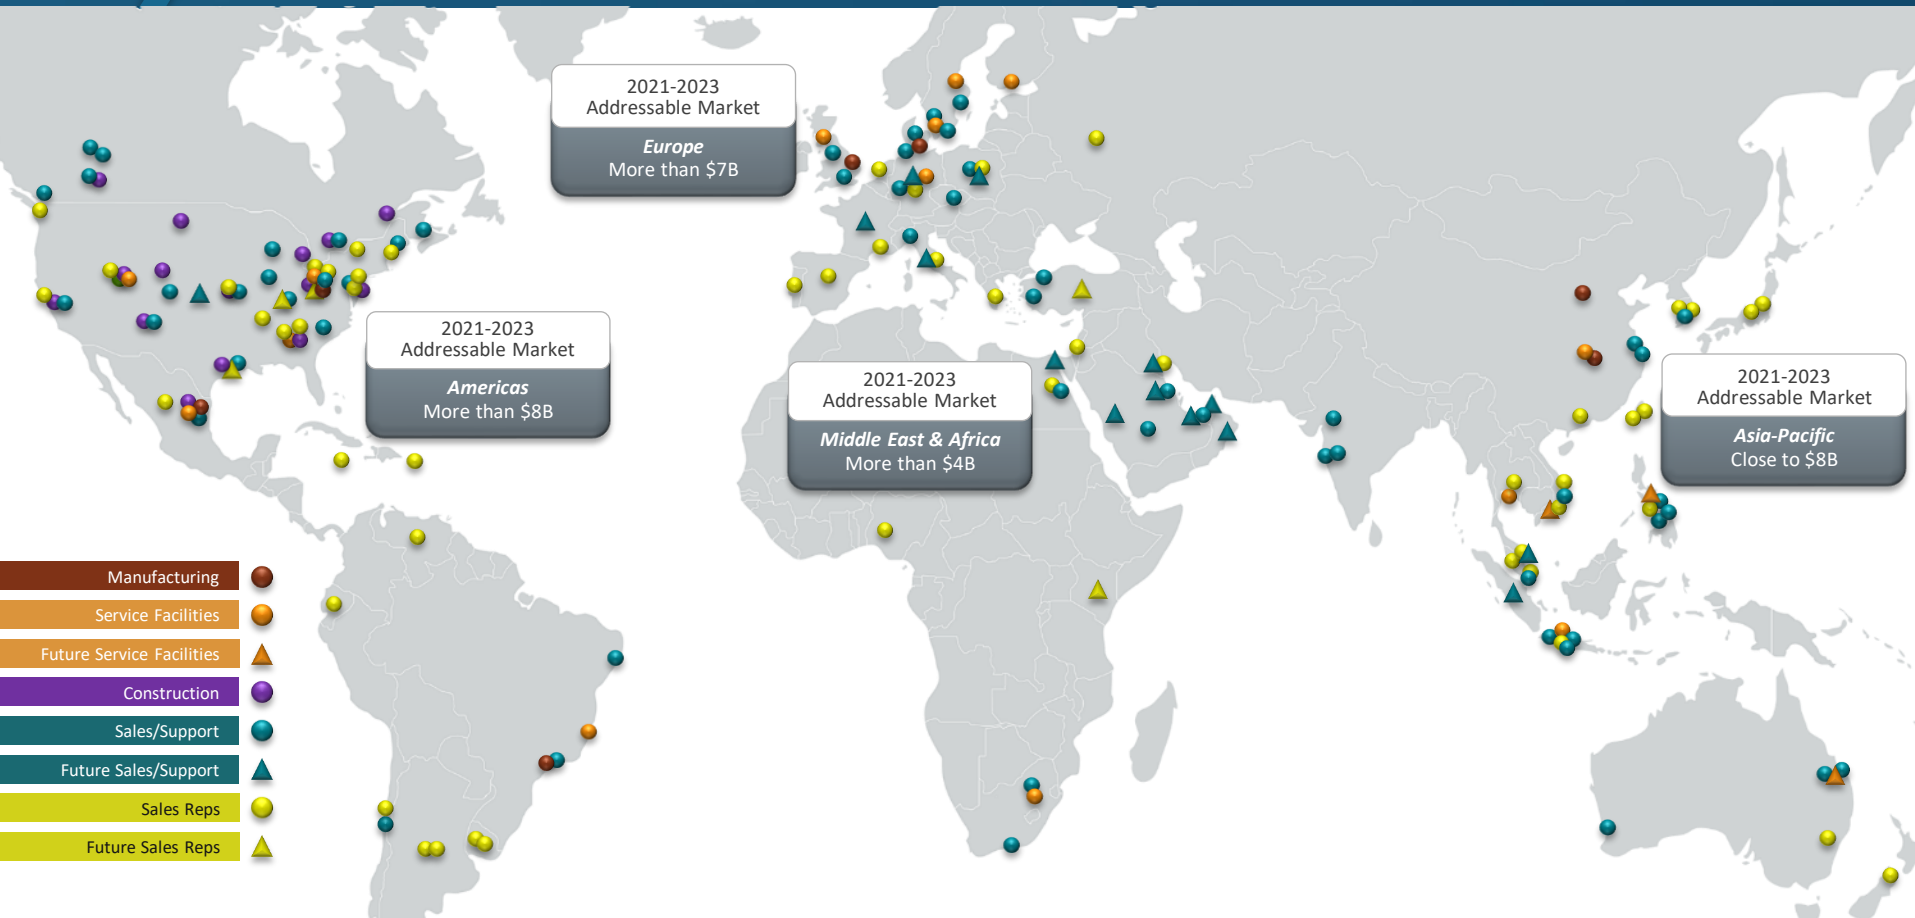 2021-2023
Addressable Market
Europe
More than $7B
2021-2023
Addressable Market
Americas
More than $8B
2021-2023
Addressable Market
Middle East & Africa
More than $4B
2021-2023
Addressable Market
Asia-Pacific
Close to $8B
Manufacturing
Service Facilities
Future Service Facilities
Construction
Sales/Support
Future Sales/Support
Sales Reps
Future Sales Reps